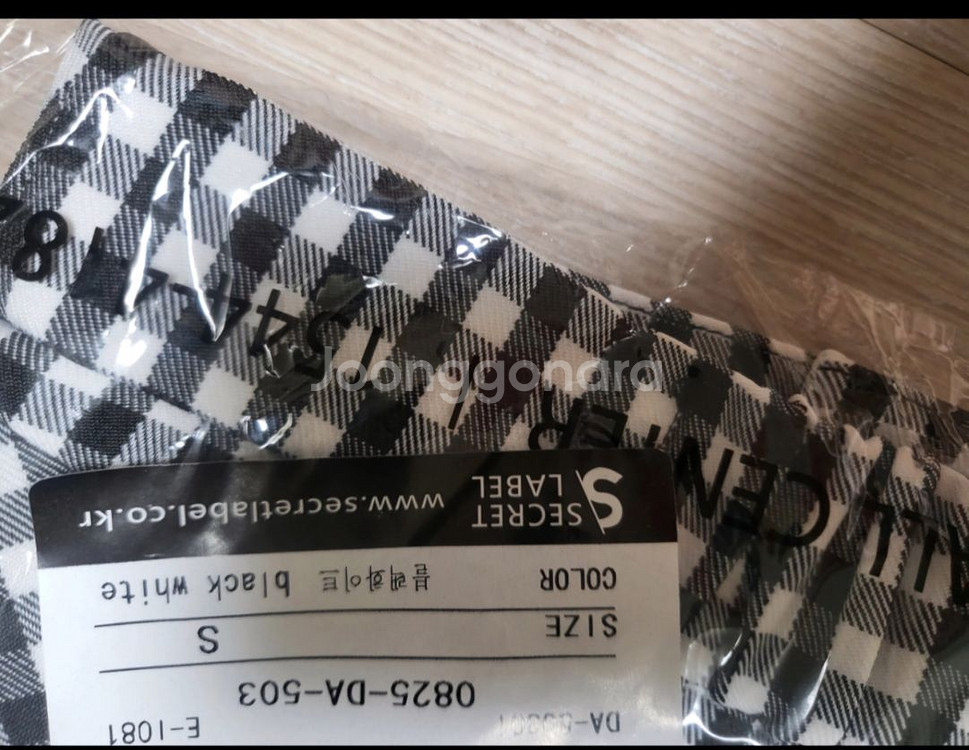 Joonggonara
SECRET
LABEL
www.secretlabel.co.kr
COLOR 블랙화이트 black white
SIZE S
0825-DA-503
E-1081
CENTER